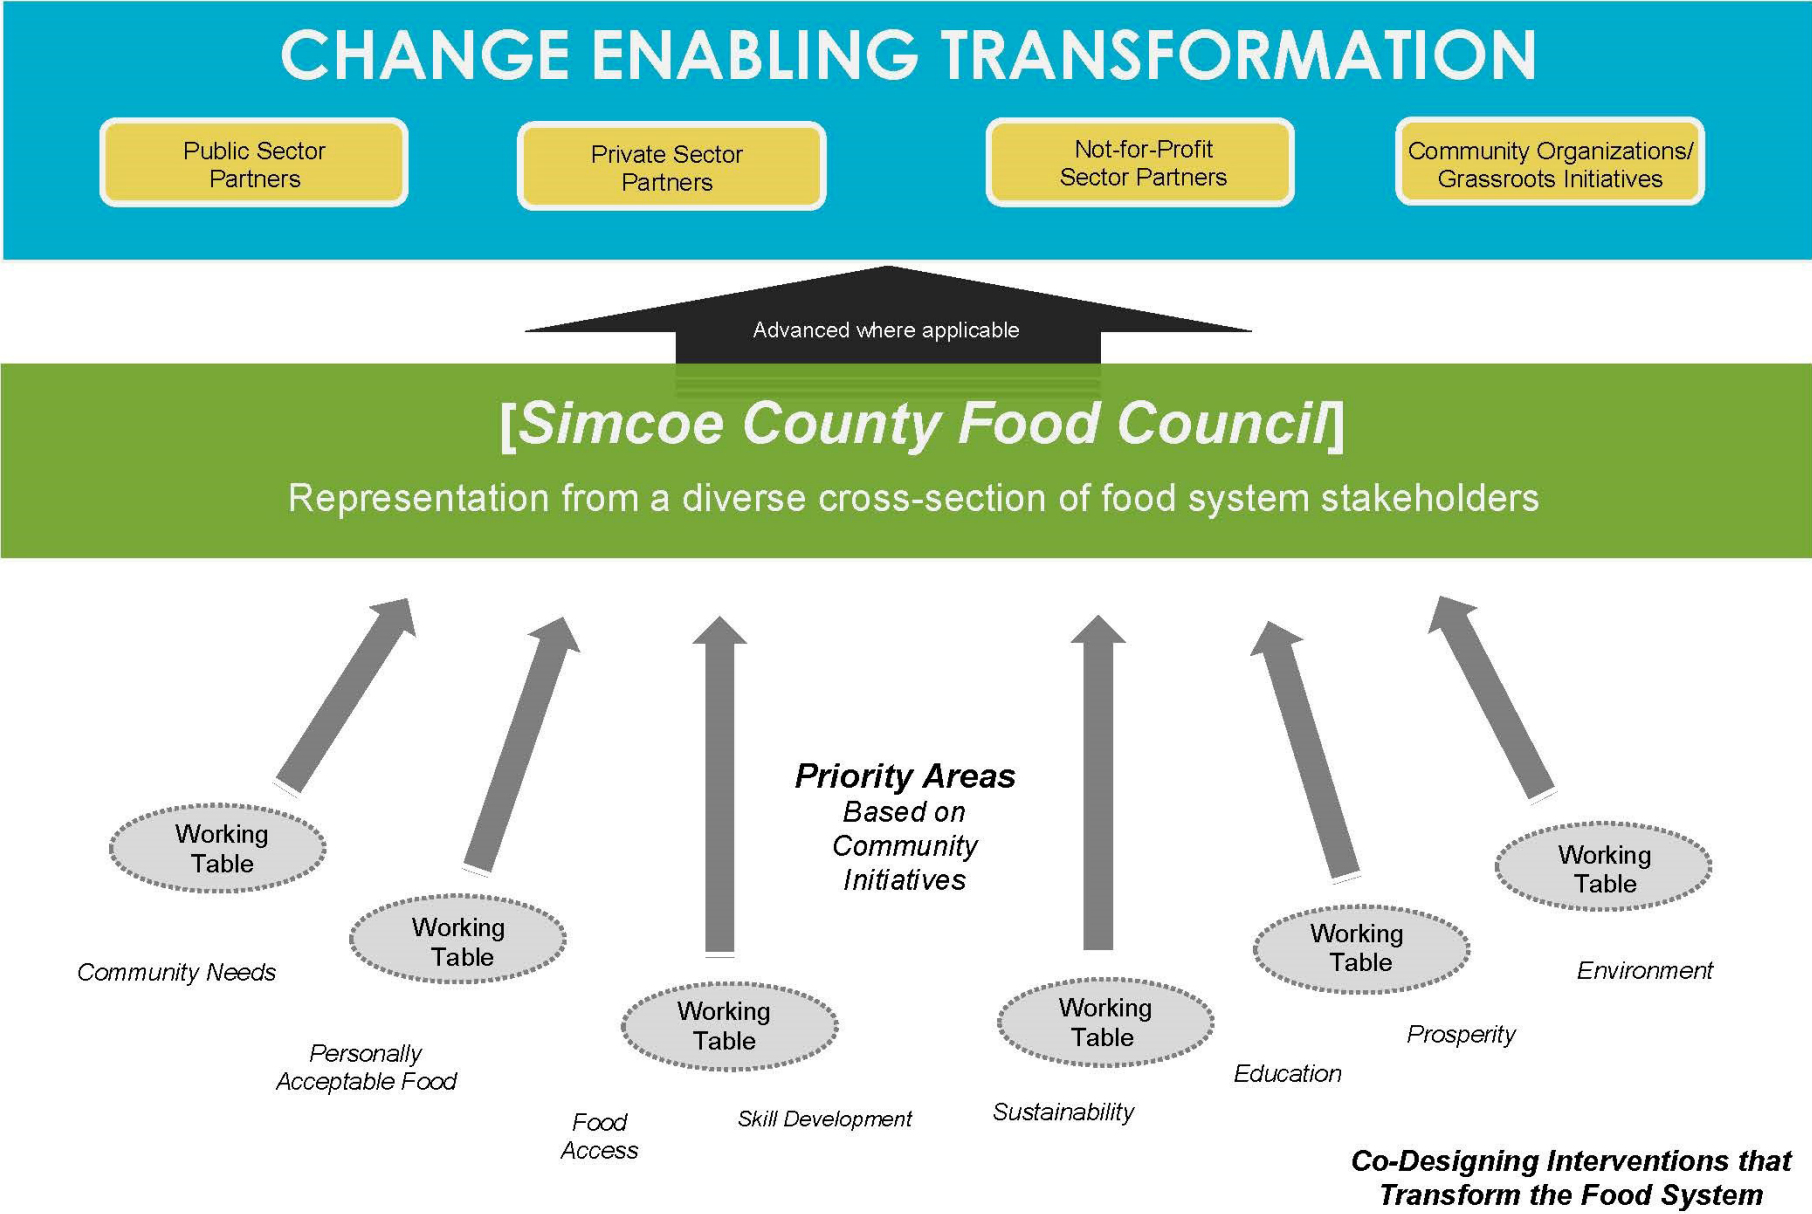 CHANGE ENABLING TRANSFORMATION
Public Sector
Partners
Private Sector
Partners
Not-for-Profit
Sector Partners
Community Organizations/
Grassroots Initiatives
Advanced where applicable
[Simcoe County Food Council]
Representation from a diverse cross-section of food system stakeholders
Priority Areas
Based on
Community
Initiatives
Working
Table
Working
Table
Working
Table
Working
Table
Working
Table
Working
Table
Community Needs
Personally
Acceptable Food
Food
Access
Skill Development
Sustainability
Education
Prosperity
Environment
Co-Designing Interventions that
Transform the Food System